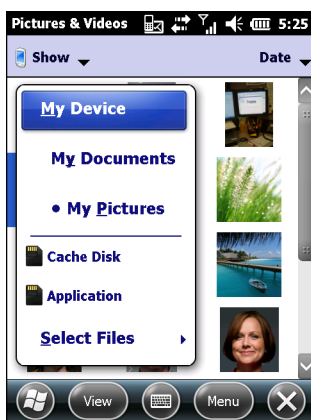 Pictures & Videos 5:25
Show Date
My Device
My Documents
• My Pictures
Cache Disk
Application
Select Files
View Menu